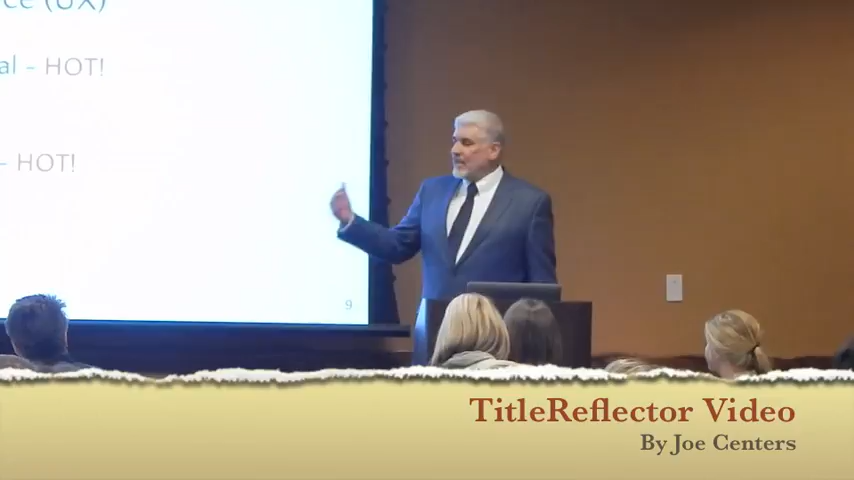 ce (UX)
al – HOT!
– HOT!
9
TitleReflector Video
By Joe Centers